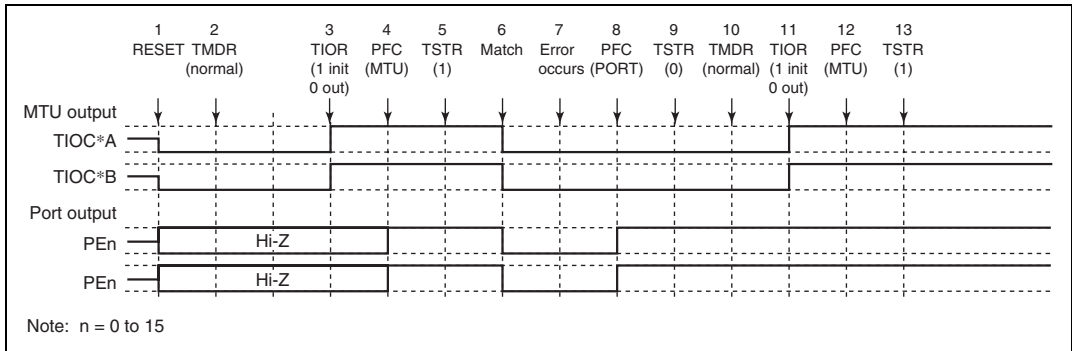 1 2 3 4 5 6 7 8 9 10 11 12 13
RESET TMDR TIOR PFC TSTR Match Error PFC TSTR TMDR TIOR PFC TSTR
(normal) (1 init (MTU) (1) occurs (PORT) (0) (normal) (1 init (MTU) (1)
0 out) 0 out)
MTU output
TIOC*A
TIOC*B
Port output
PEn Hi-Z
PEn Hi-Z
Note: n = 0 to 15